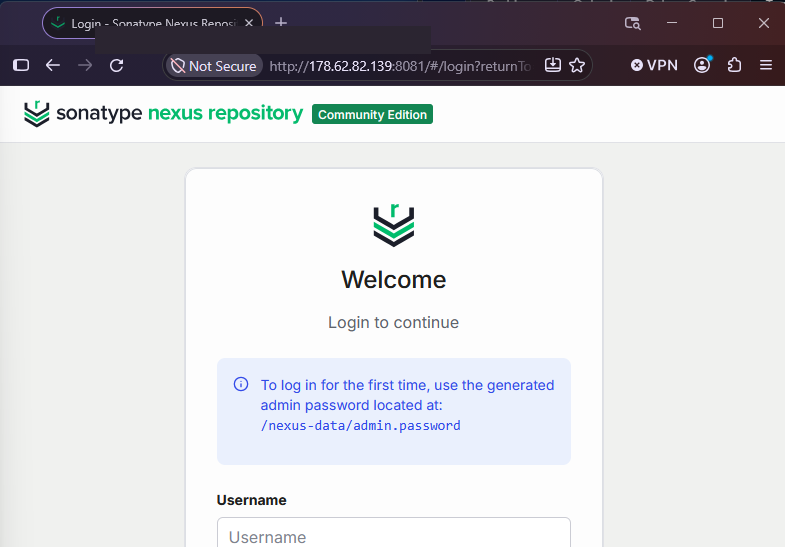 Login - Sonatype Nexus Reposi
Not Secure
http://178.62.82.139:8081/#/login?returnTo
VPN
sonatype nexus repository
Community Edition
r
Welcome
Login to continue
To log in for the first time, use the generated
admin password located at:
/nexus-data/admin.password
Username
Username